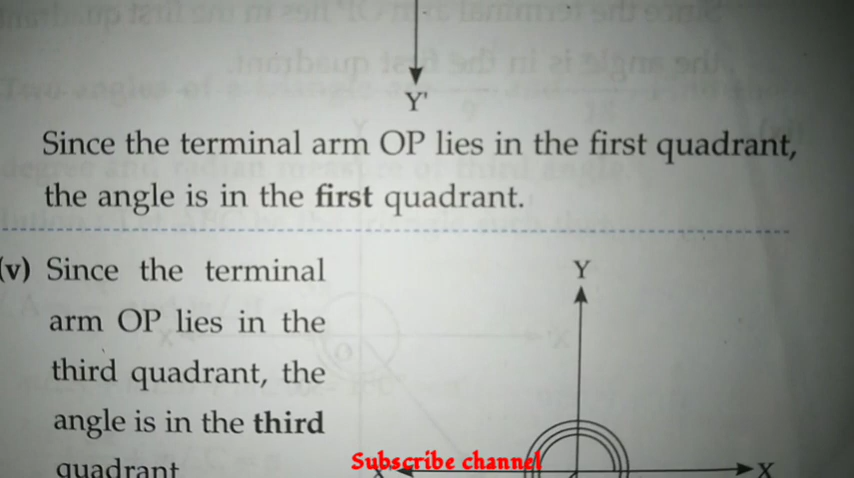 Y'
Since the terminal arm OP lies in the first quadrant,
the angle is in the first quadrant.
(v) Since the terminal
arm OP lies in the
third quadrant, the
angle is in the third
quadrant
Y
Subscribe channel
X